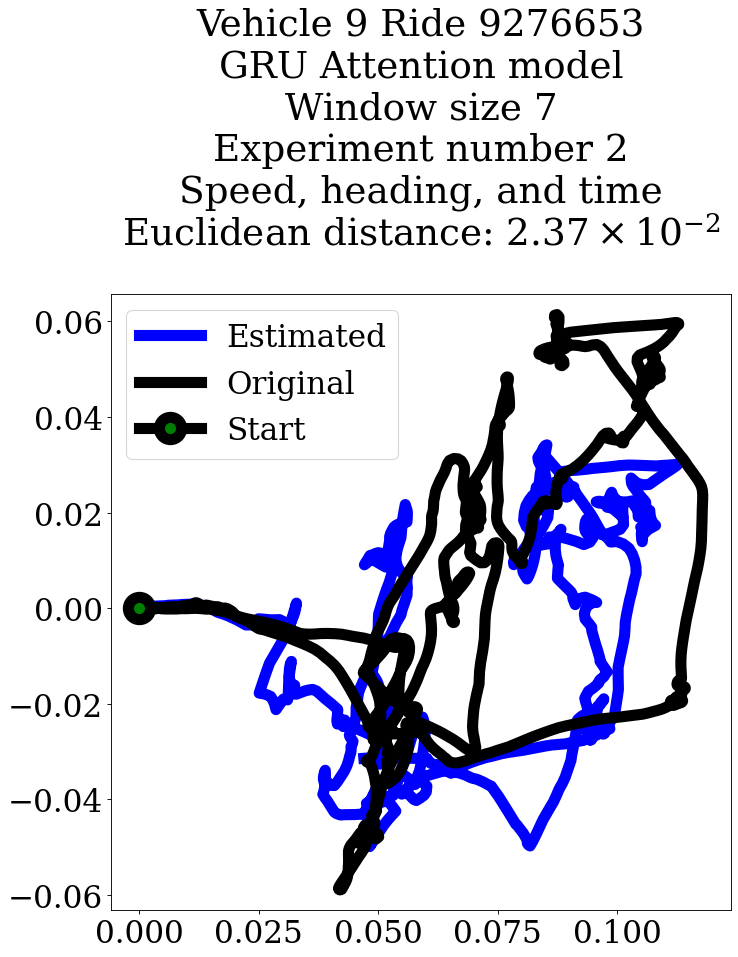 Vehicle 9 Ride 9276653
GRU Attention model
Window size 7
Experiment number 2
Speed, heading, and time
Euclidean distance: 2.37 × 10⁻²
Estimated
Original
Start
0.06
0.04
0.02
0.00
−0.02
−0.04
−0.06
0.000 0.025 0.050 0.075 0.100